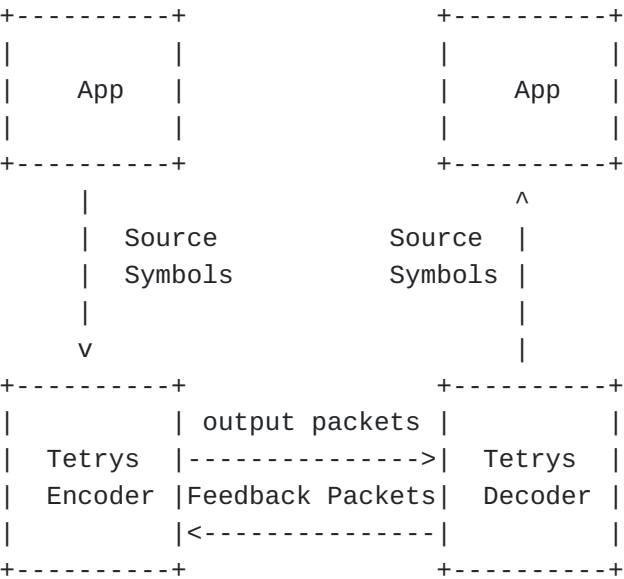 App App
Source Source
Symbols Symbols
output packets
Tetrys Tetrys
Encoder Feedback Packets Decoder